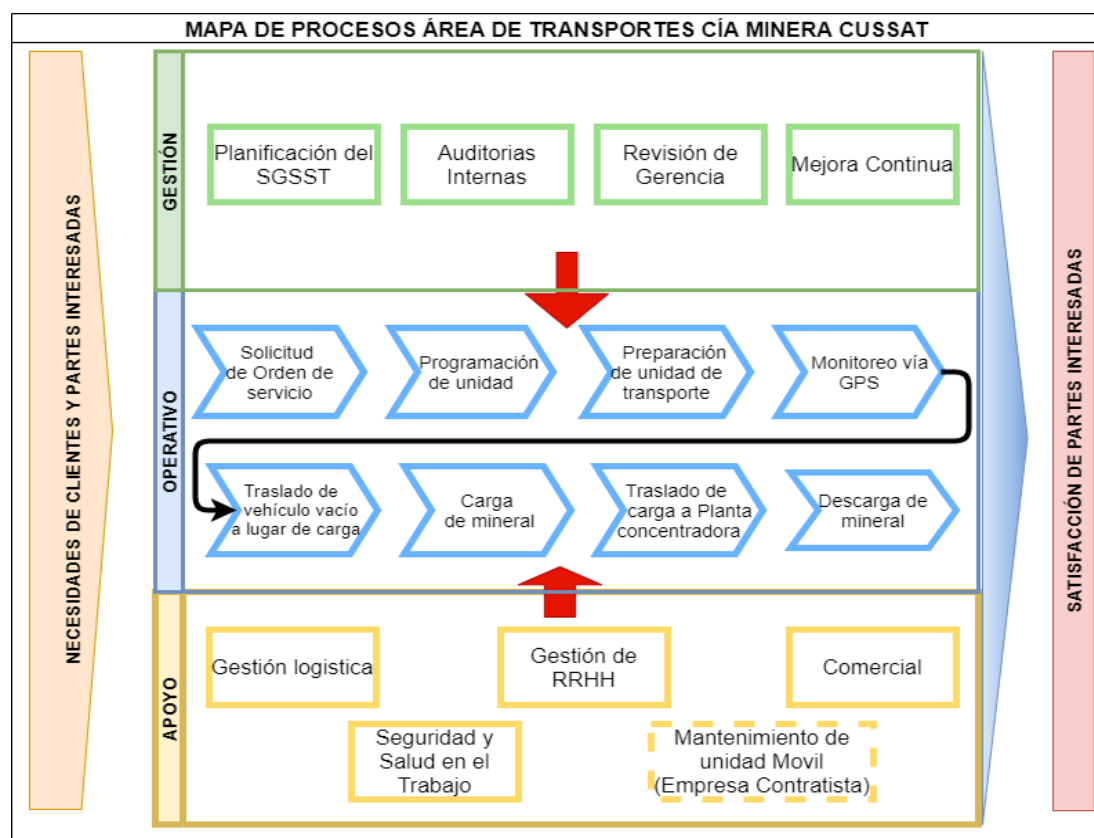 MAPA DE PROCESOS ÁREA DE TRANSPORTES CÍA MINERA CUSSAT
NECESIDADES DE CLIENTES Y PARTES INTERESADAS
GESTIÓN
Planificación del
SGSST
Auditorias
Internas
Revisión de
Gerencia
Mejora Continua
OPERATIVO
Solicitud
de Orden de
servicio
Programación
de unidad
Preparación
de unidad de
transporte
Monitoreo vía
GPS
Traslado de
vehículo vacío
a lugar de carga
Carga
de mineral
Traslado de
carga a Planta
concentradora
Descarga de
mineral
APOYO
Gestión logistica
Gestión de
RRHH
Comercial
Seguridad y
Salud en el
Trabajo
Mantenimiento de
unidad Movil
(Empresa Contratista)
SATISFACCIÓN DE PARTES INTERESADAS